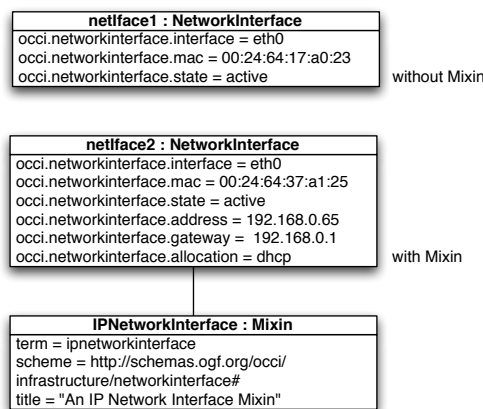 netIface1 : NetworkInterface
occi.networkinterface.interface = eth0
occi.networkinterface.mac = 00:24:64:17:a0:23
occi.networkinterface.state = active
without Mixin
netIface2 : NetworkInterface
occi.networkinterface.interface = eth0
occi.networkinterface.mac = 00:24:64:37:a1:25
occi.networkinterface.state = active
occi.networkinterface.address = 192.168.0.65
occi.networkinterface.gateway = 192.168.0.1
occi.networkinterface.allocation = dhcp
with Mixin
IPNetworkInterface : Mixin
term = ipnetworkinterface
scheme = http://schemas.ogf.org/occi/
infrastructure/networkinterface#
title = "An IP Network Interface Mixin"